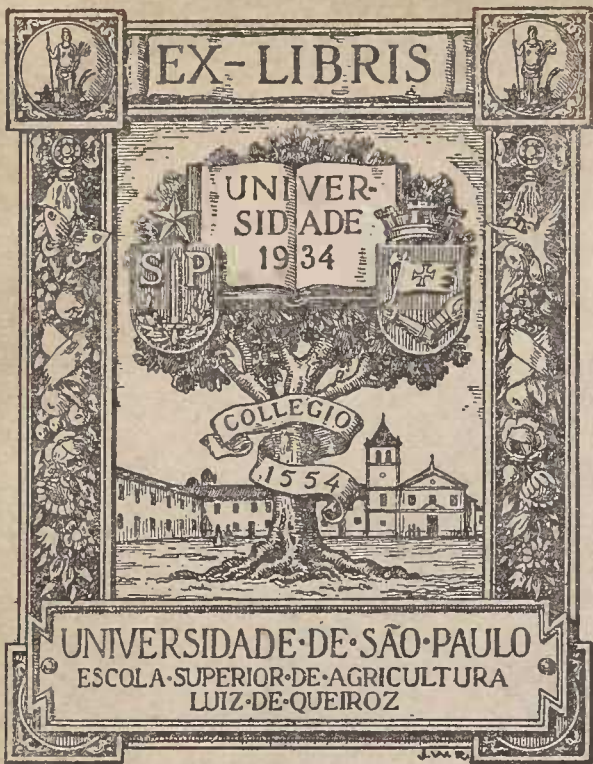 EX-LIBRIS
UNIVER-
SIDADE
1934
S P
COLLEGIO
1554
UNIVERSIDADE·DE·SÃO·PAULO
ESCOLA·SUPERIOR·DE·AGRICULTURA
LUIZ·DE·QUEIROZ
J.W.R.